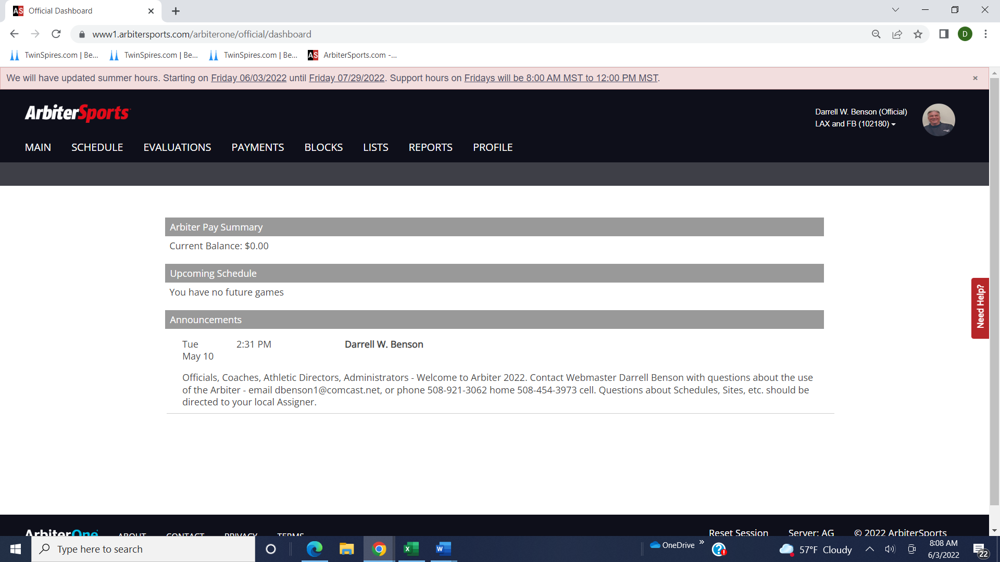 AS Official Dashboard
www1.arbitersports.com/arbiterone/official/dashboard
D
TwinSpires.com | Be... TwinSpires.com | Be... TwinSpires.com | Be... AS ArbiterSports.com -...
We will have updated summer hours. Starting on Friday 06/03/2022 until Friday 07/29/2022. Support hours on Fridays will be 8:00 AM MST to 12:00 PM MST. ×
ArbiterSports
Darrell W. Benson (Official)
LAX and FB (102180)
MAIN SCHEDULE EVALUATIONS PAYMENTS BLOCKS LISTS REPORTS PROFILE
Arbiter Pay Summary
Current Balance: $0.00
Upcoming Schedule
You have no future games
Need Help?
Announcements
Tue 2:31 PM Darrell W. Benson
May 10
Officials, Coaches, Athletic Directors, Administrators - Welcome to Arbiter 2022. Contact Webmaster Darrell Benson with questions about the use
of the Arbiter - email dbenson1@comcast.net, or phone 508-921-3062 home 508-454-3973 cell. Questions about Schedules, Sites, etc. should be
directed to your local Assigner.
ArbiterOne ABOUT CONTACT PRIVACY TERMS Reset Session Server: AG © 2022 ArbiterSports
Type here to search OneDrive 57°F Cloudy 8:08 AM
6/3/2022 22